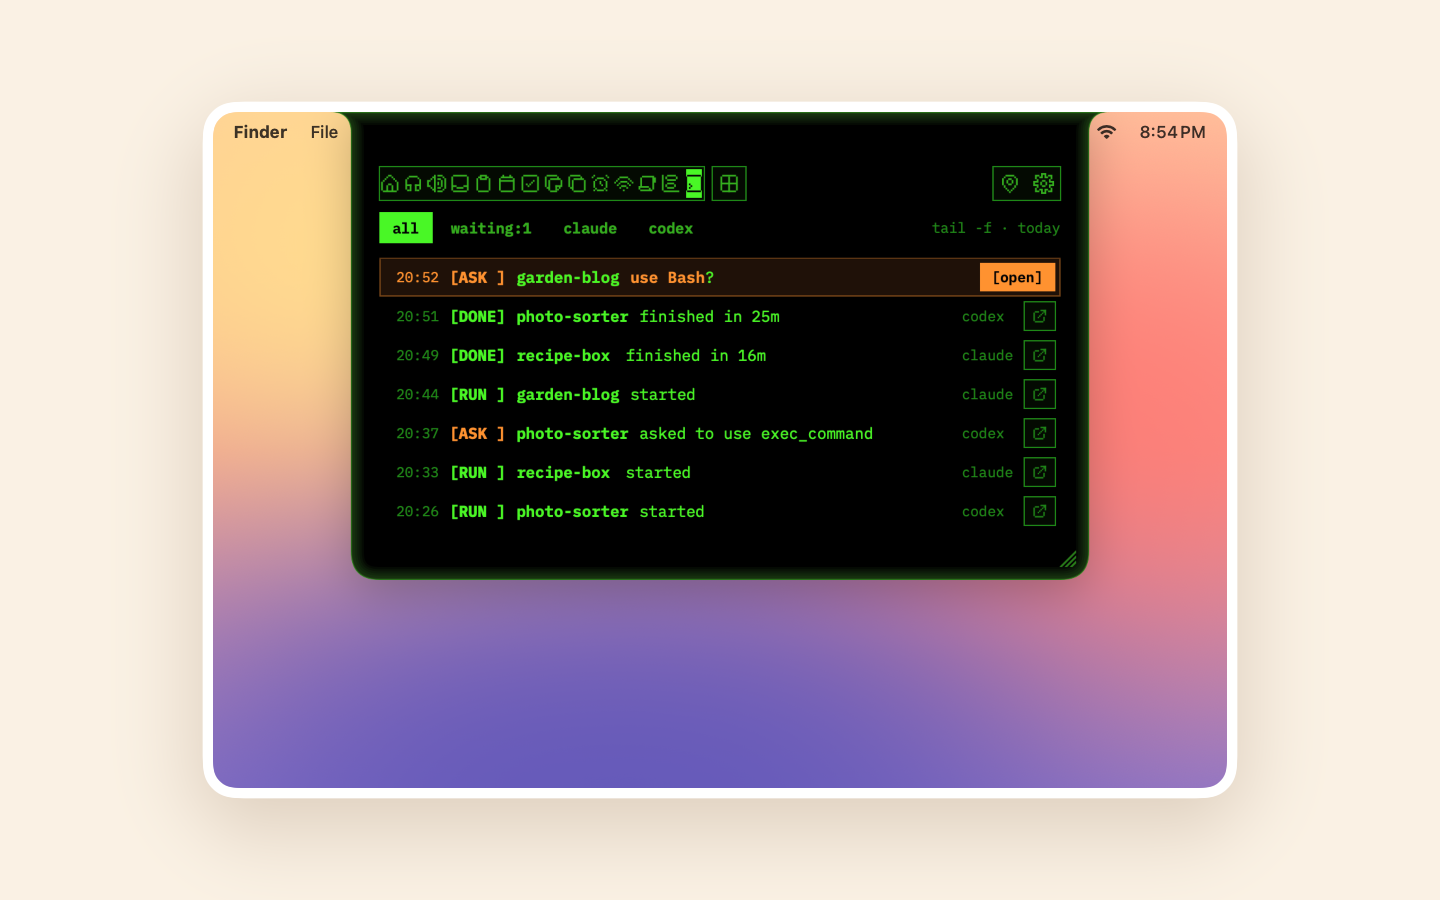 Finder File 8:54 PM
all waiting:1 claude codex tail -f · today
20:52 [ASK ] garden-blog use Bash? [open]
20:51 [DONE] photo-sorter finished in 25m codex
20:49 [DONE] recipe-box finished in 16m claude
20:44 [RUN ] garden-blog started claude
20:37 [ASK ] photo-sorter asked to use exec_command codex
20:33 [RUN ] recipe-box started claude
20:26 [RUN ] photo-sorter started codex